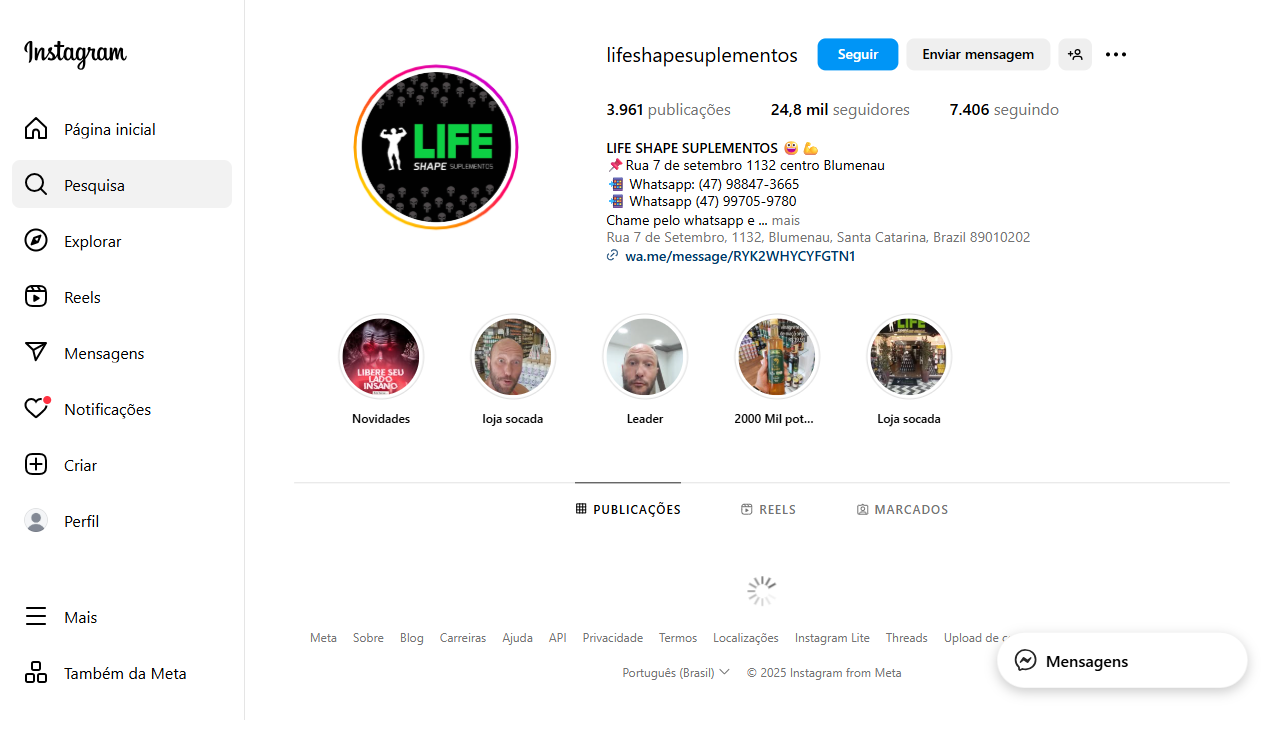 Instagram
Página inicial
Pesquisa
Explorar
Reels
Mensagens
Notificações
Criar
Perfil
Mais
Também da Meta
LIFE
SHAPE SUPLEMENTOS
lifeshapesuplementos
Seguir
Enviar mensagem
3.961 publicações
24,8 mil seguidores
7.406 seguindo
LIFE SHAPE SUPLEMENTOS 🤪 💪
📌Rua 7 de setembro 1132 centro Blumenau
📲 Whatsapp: (47) 98847-3665
📲 Whatsapp (47) 99705-9780
Chame pelo whatsapp e ... mais
Rua 7 de Setembro, 1132, Blumenau, Santa Catarina, Brazil 89010202
wa.me/message/RYK2WHYCYFGTN1
LIBERE SEU
LADO
INSANO
LIFE
Novidades
loja socada
Leader
2000 Mil pot...
Loja socada
PUBLICAÇÕES
REELS
MARCADOS
Meta Sobre Blog Carreiras Ajuda API Privacidade Termos Localizações Instagram Lite Threads Upload de
Português (Brasil)
© 2025 Instagram from Meta
Mensagens